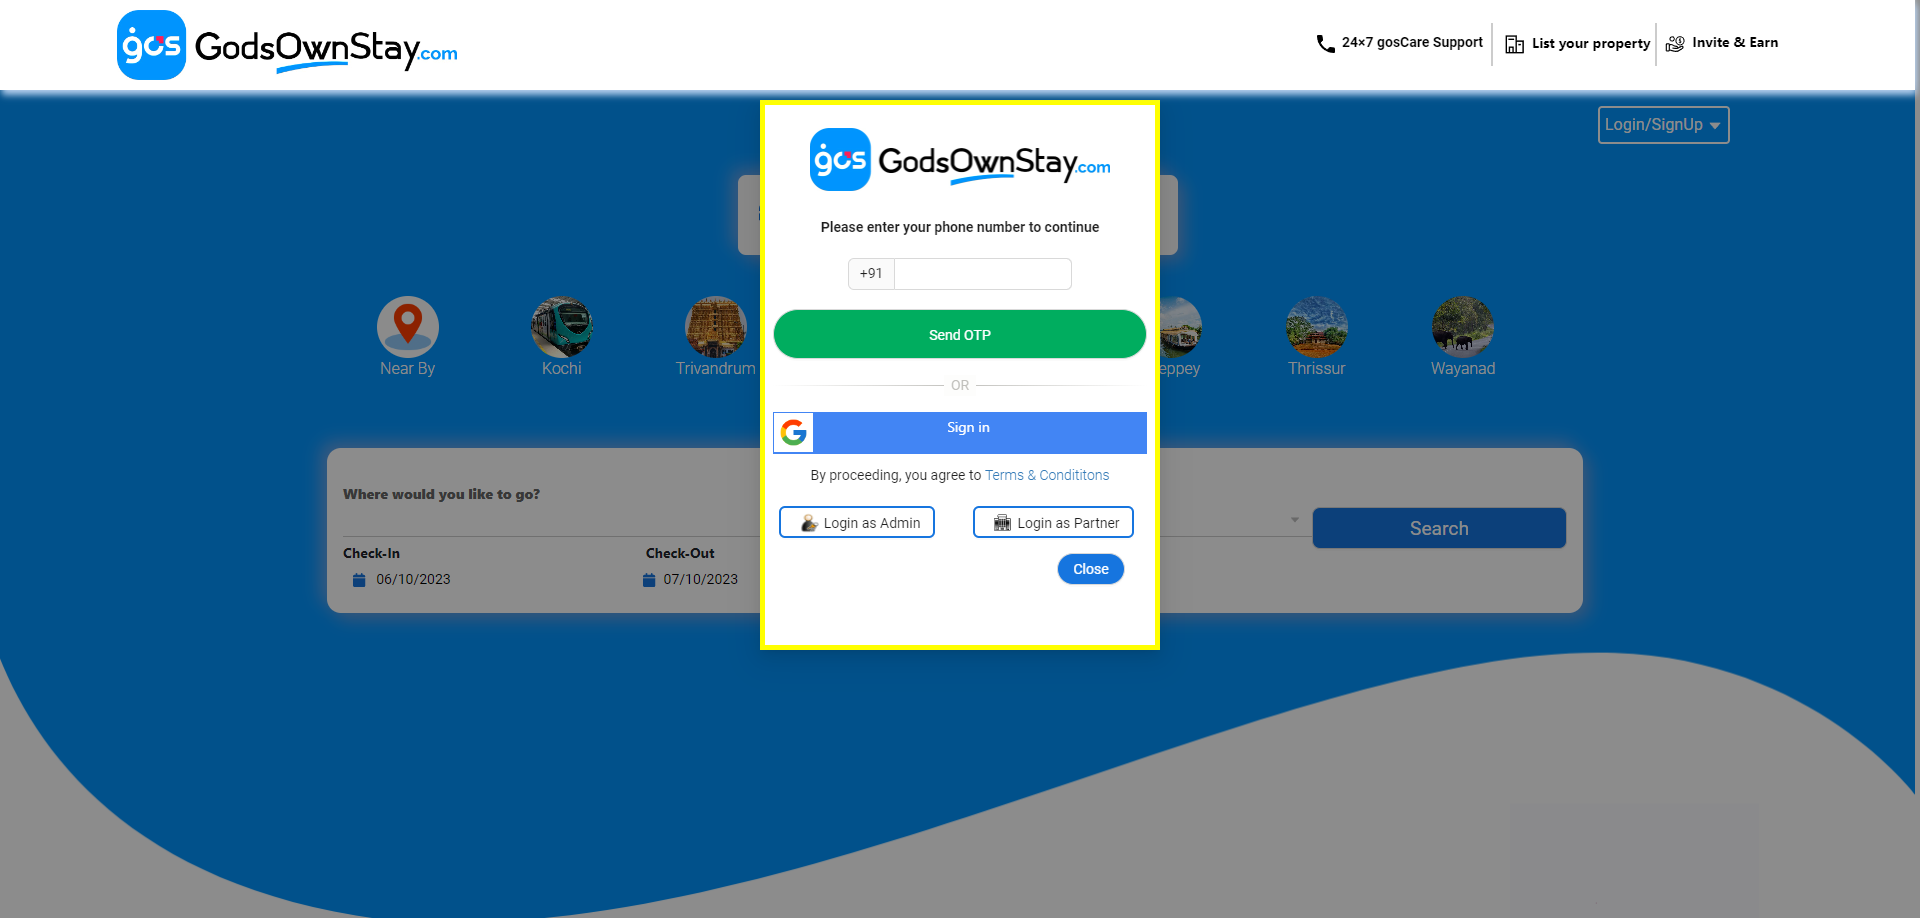 gos GodsOwnStay.com
24×7 gosCare Support
List your property
Invite & Earn
Login/SignUp
gos GodsOwnStay.com
Please enter your phone number to continue
+91
Send OTP
OR
Near By
Kochi
Trivandrum
eppey
Thrissur
Wayanad
Sign in
By proceeding, you agree to Terms & Condititons
Where would you like to go?
Login as Admin
Login as Partner
Search
Check-In
Check-Out
06/10/2023
07/10/2023
Close